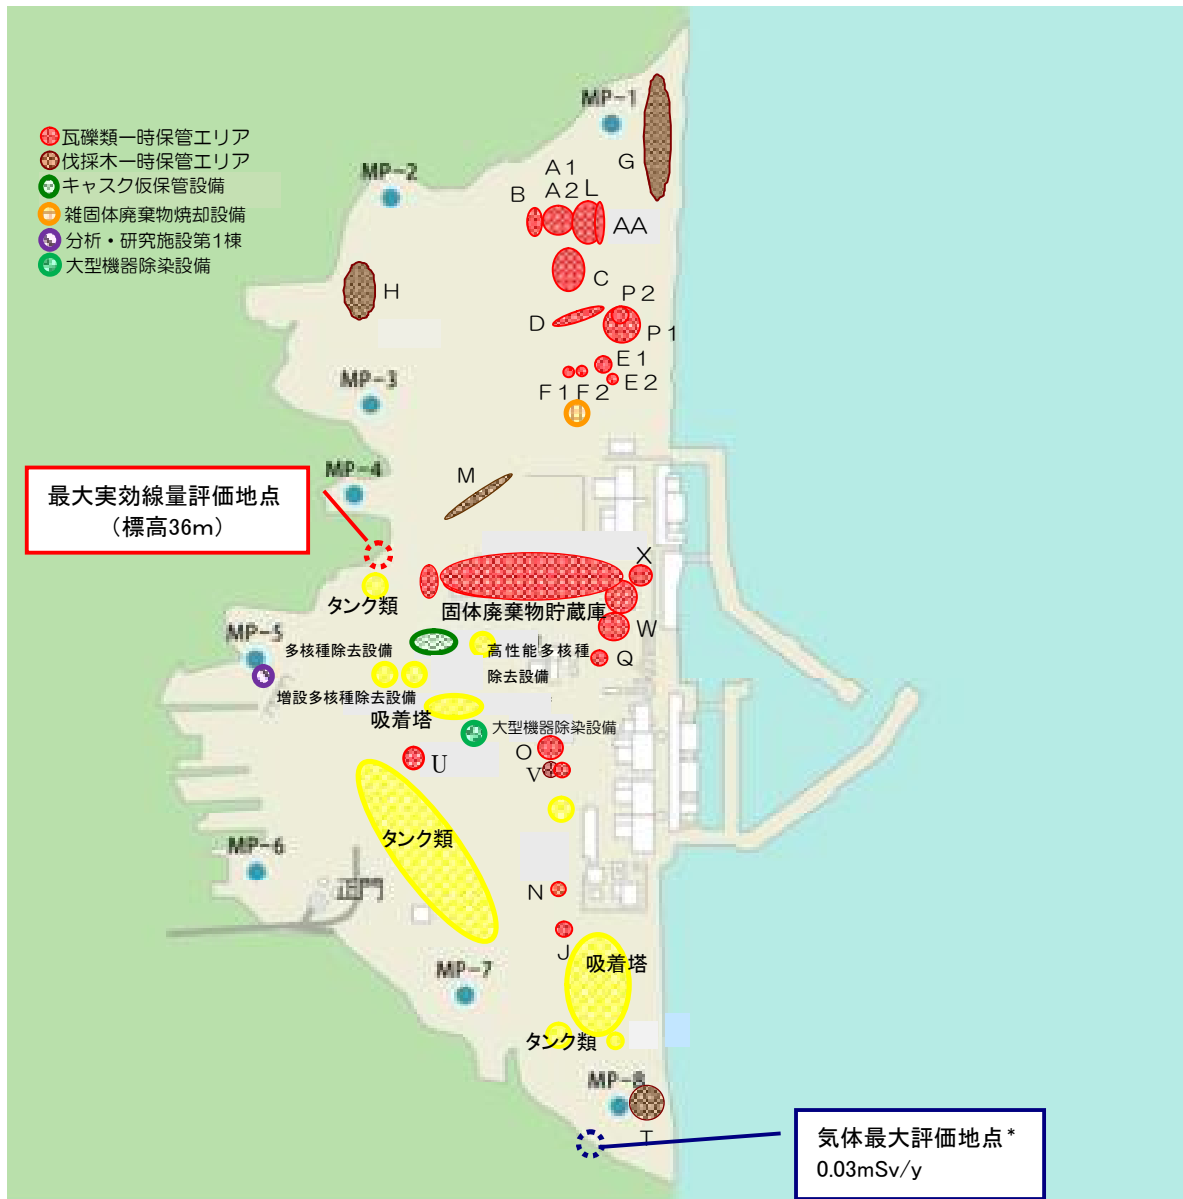 MP-1
瓦礫類一時保管エリア
伐採木一時保管エリア
キャスク仮保管設備
雑固体廃棄物焼却設備
分析・研究施設第1棟
大型機器除染設備
MP-2
G
A1
B
A2
L
AA
H
C
P2
D
P1
E1
MP-3
E2
F1
F2
MP-4
M
最大実効線量評価地点
（標高36m）
X
タンク類
固体廃棄物貯蔵庫
MP-5
W
多核種除去設備
高性能多核種
除去設備
Q
増設多核種除去設備
吸着塔
大型機器除染設備
O
U
V
タンク類
MP-6
正門
N
J
吸着塔
MP-7
タンク類
MP-8
T
気体最大評価地点*
0.03mSv/y